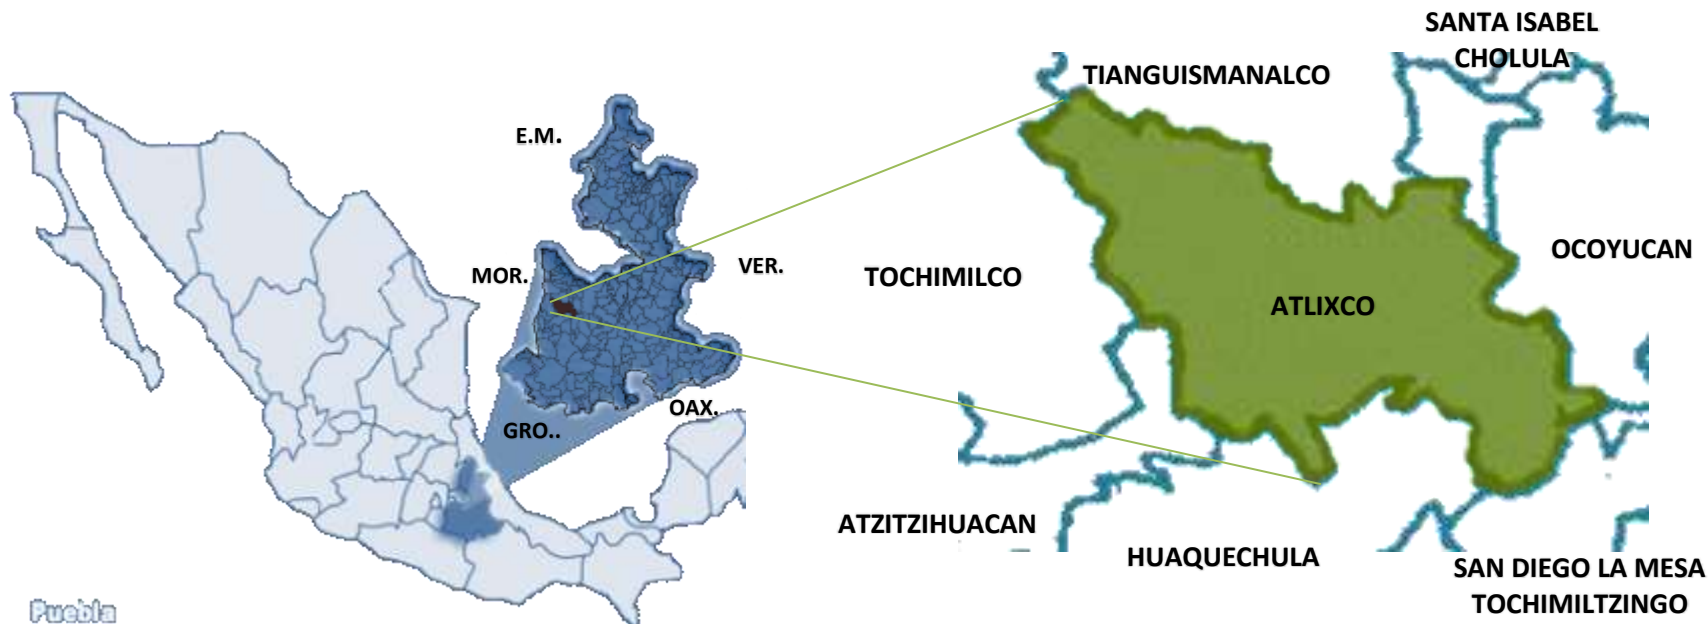 SANTA ISABEL
CHOLULA
TIANGUISMANALCO
E.M.
MOR.
VER.
TOCHIMILCO
OCOYUCAN
ATLIXCO
OAX.
GRO..
ATZITZIHUACAN
HUAQUECHULA
SAN DIEGO LA MESA
TOCHIMILTZINGO
Puebla